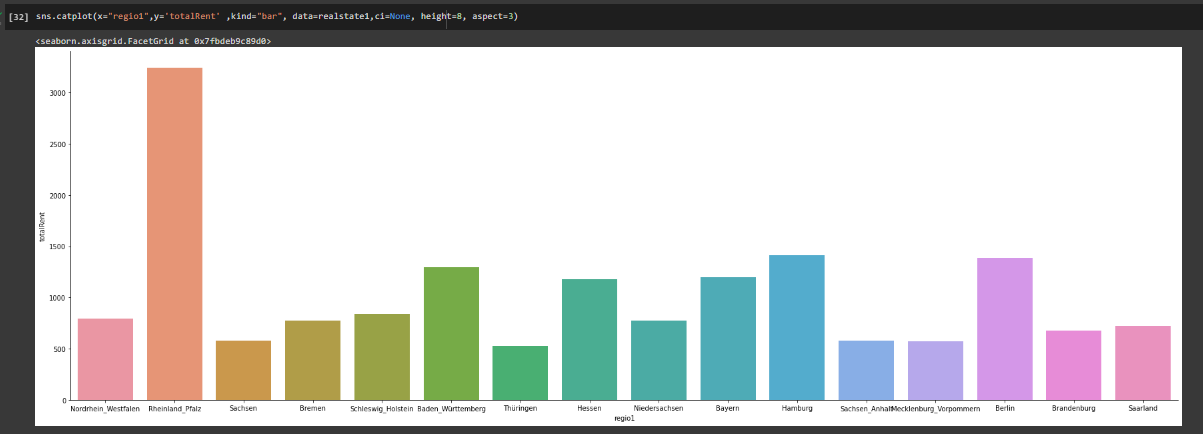 [32] sns.catplot(x="regio1",y='totalRent' ,kind="bar", data=realstate1,ci=None, height=8, aspect=3)
<seaborn.axisgrid.FacetGrid at 0x7fbdeb9c89d0>
3000
2500
2000
1500
1000
500
0
totalRent
Nordrhein_Westfalen Rheinland_Pfalz Sachsen Bremen Schleswig_Holstein Baden_Württemberg Thüringen Hessen Niedersachsen Bayern Hamburg Sachsen_Anhalt Mecklenburg_Vorpommern Berlin Brandenburg Saarland
regio1